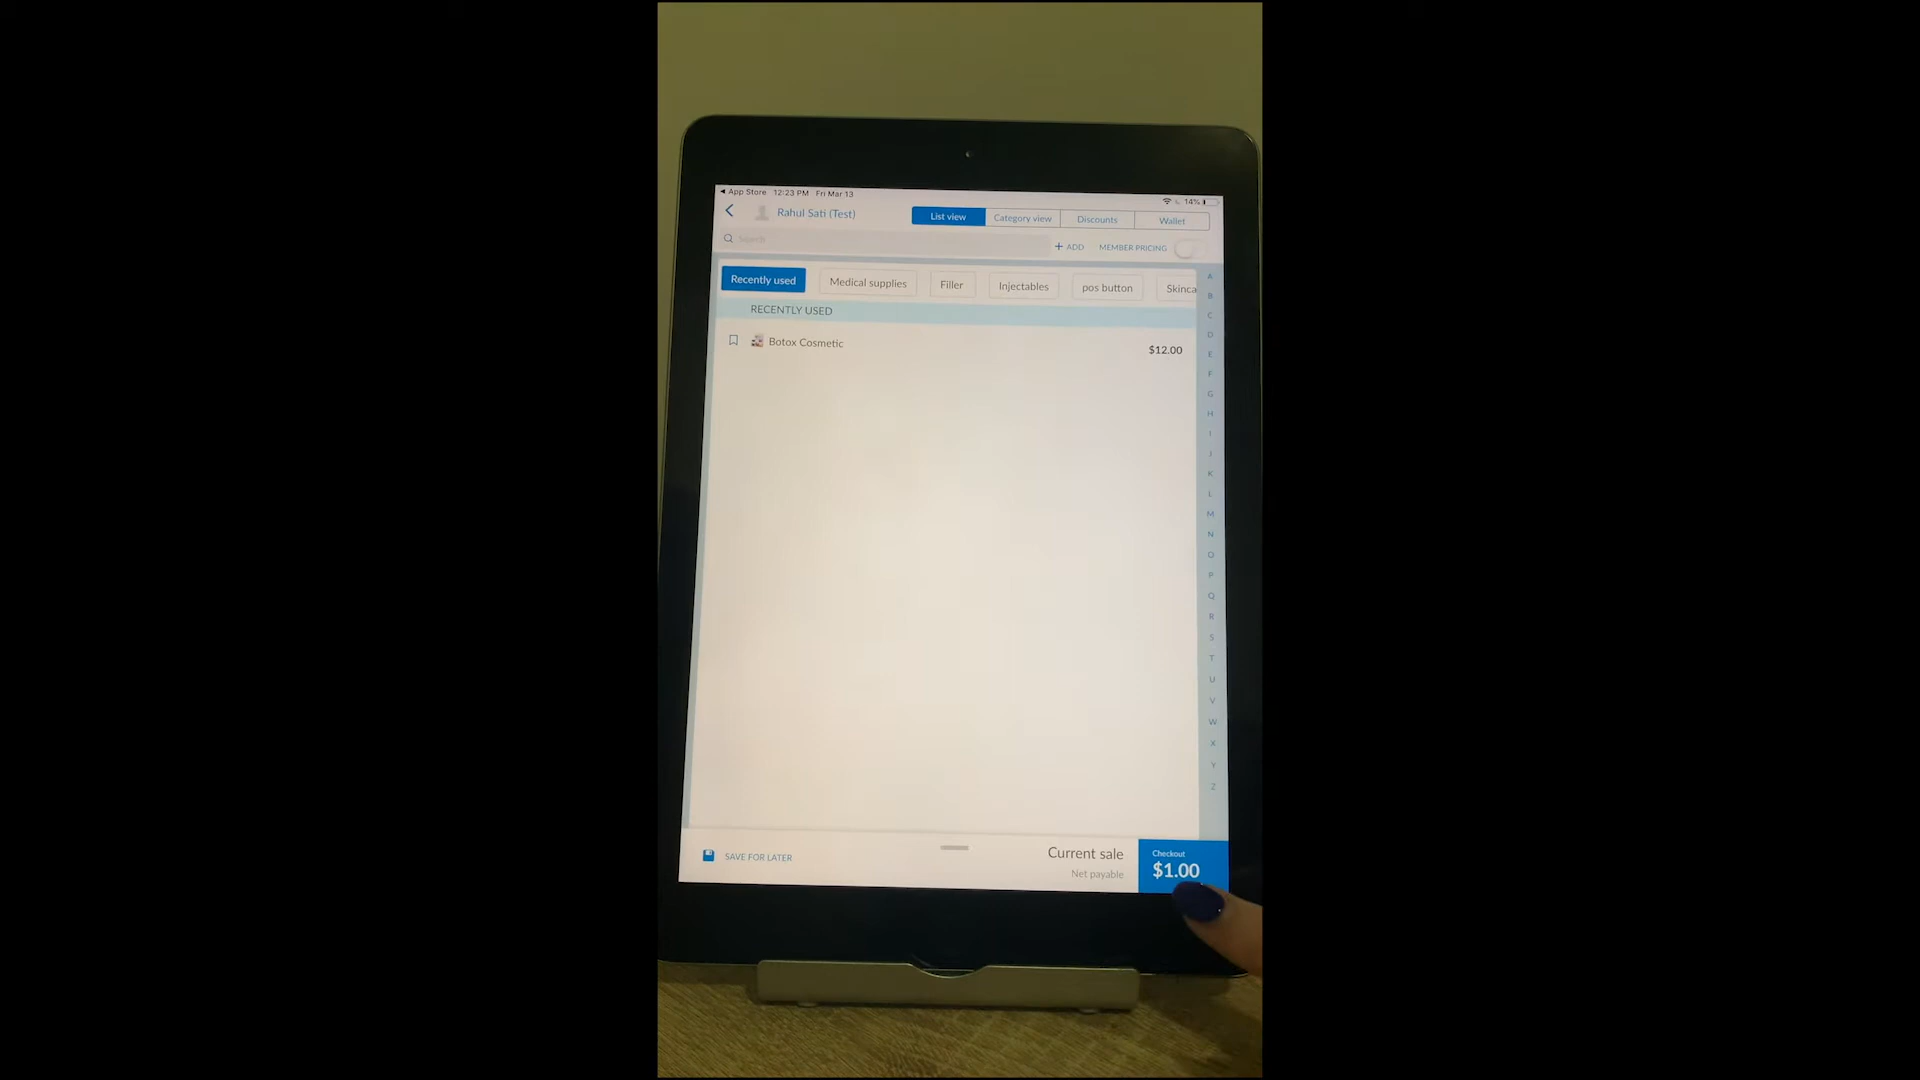 ◀ App Store 12:23 PM Fri Mar 13
14%
Rahul Sati (Test)
List view
Category view
Discounts
Wallet
Search
+ ADD
MEMBER PRICING
Recently used
Medical supplies
Filler
Injectables
pos button
Skinca
RECENTLY USED
Botox Cosmetic
$12.00
A
B
C
D
E
F
G
H
I
J
K
L
M
N
O
P
Q
R
S
T
U
V
W
X
Y
Z
SAVE FOR LATER
Current sale
Net payable
Checkout
$1.00